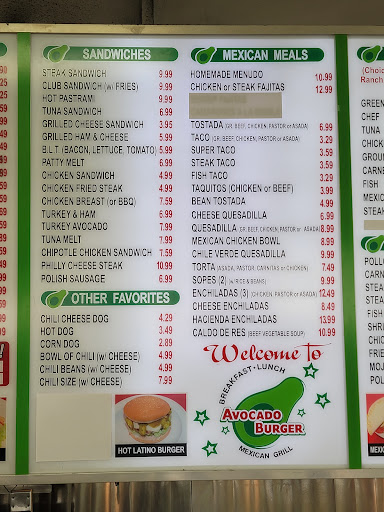 SANDWICHES
STEAK SANDWICH 9.99
CLUB SANDWICH (w/ FRIES) 9.99
HOT PASTRAMI 9.99
TUNA SANDWICH 6.99
GRILLED CHEESE SANDWICH 3.95
GRILLED HAM & CHEESE 5.99
B.L.T. (BACON, LETTUCE, TOMATO) 5.99
PATTY MELT 6.99
CHICKEN SANDWICH 4.99
CHICKEN FRIED STEAK 4.99
CHICKEN BREAST (or BBQ) 7.59
TURKEY & HAM 6.99
TURKEY AVOCADO 7.99
TUNA MELT 7.99
CHIPOTLE CHICKEN SANDWICH 7.59
PHILLY CHEESE STEAK 10.99
POLISH SAUSAGE 6.99
OTHER FAVORITES
CHILI CHEESE DOG 4.29
HOT DOG 3.49
CORN DOG 2.89
BOWL OF CHILI (w/ CHEESE) 4.99
CHILI BEANS (w/ CHEESE) 4.99
CHILI SIZE (w/ CHEESE) 7.99
HOT LATINO BURGER
MEXICAN MEALS
HOMEMADE MENUDO 10.99
CHICKEN or STEAK FAJITAS 12.99
TOSTADA (GR. BEEF, CHICKEN, PASTOR or ASADA) 6.99
TACO (GR. BEEF, CHICKEN, PASTOR or ASADA) 3.29
SUPER TACO 3.59
STEAK TACO 3.59
FISH TACO 3.29
TAQUITOS (CHICKEN or BEEF) 3.99
BEAN TOSTADA 4.99
CHEESE QUESADILLA 6.99
QUESADILLA (GR. BEEF, CHICKEN, PASTOR or ASADA) 8.99
MEXICAN CHICKEN BOWL 8.99
CHILE VERDE QUESADILLA 9.99
TORTA (ASADA, PASTOR, CARNITAS or CHICKEN) 7.49
SOPES (2) (w/ RICE & BEANS) 9.99
ENCHILADAS (3) (CHICKEN, PASTOR or ASADA) 12.49
CHEESE ENCHILADAS 8.49
HACIENDA ENCHILADAS 13.99
CALDO DE RES (BEEF VEGETABLE SOUP) 10.99
Welcome to
BREAKFAST • LUNCH
AVOCADO
BURGER
MEXICAN GRILL